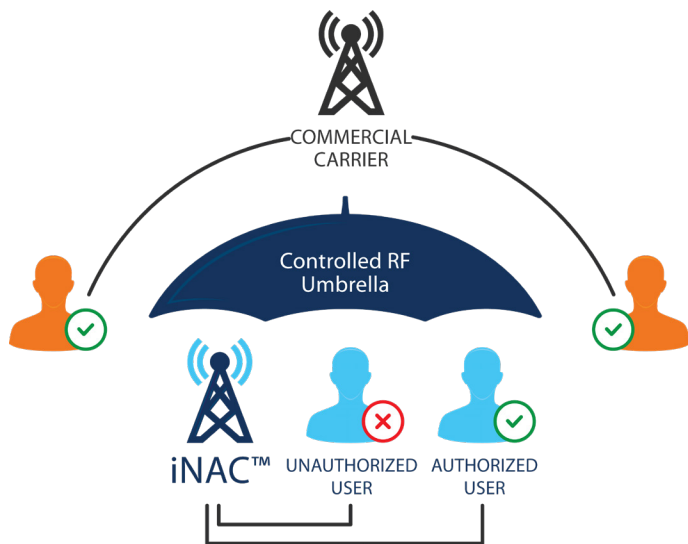 COMMERCIAL
CARRIER
Controlled RF
Umbrella
iNAC™
UNAUTHORIZED
USER
AUTHORIZED
USER